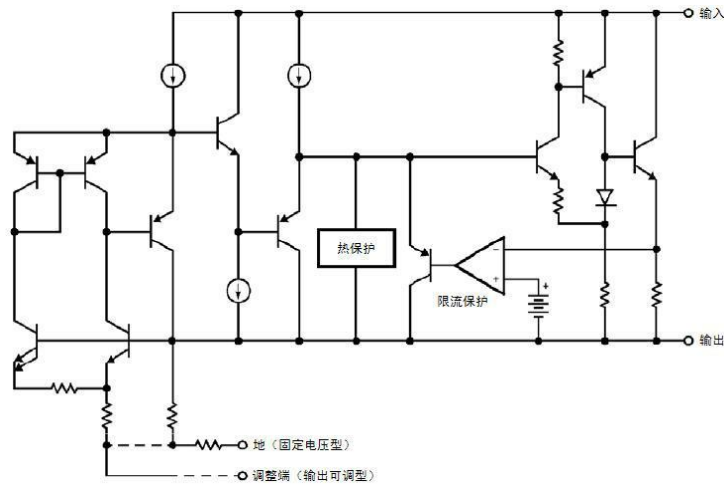 输入
热保护
限流保护
输出
地（固定电压型）
调整端（输出可调型）